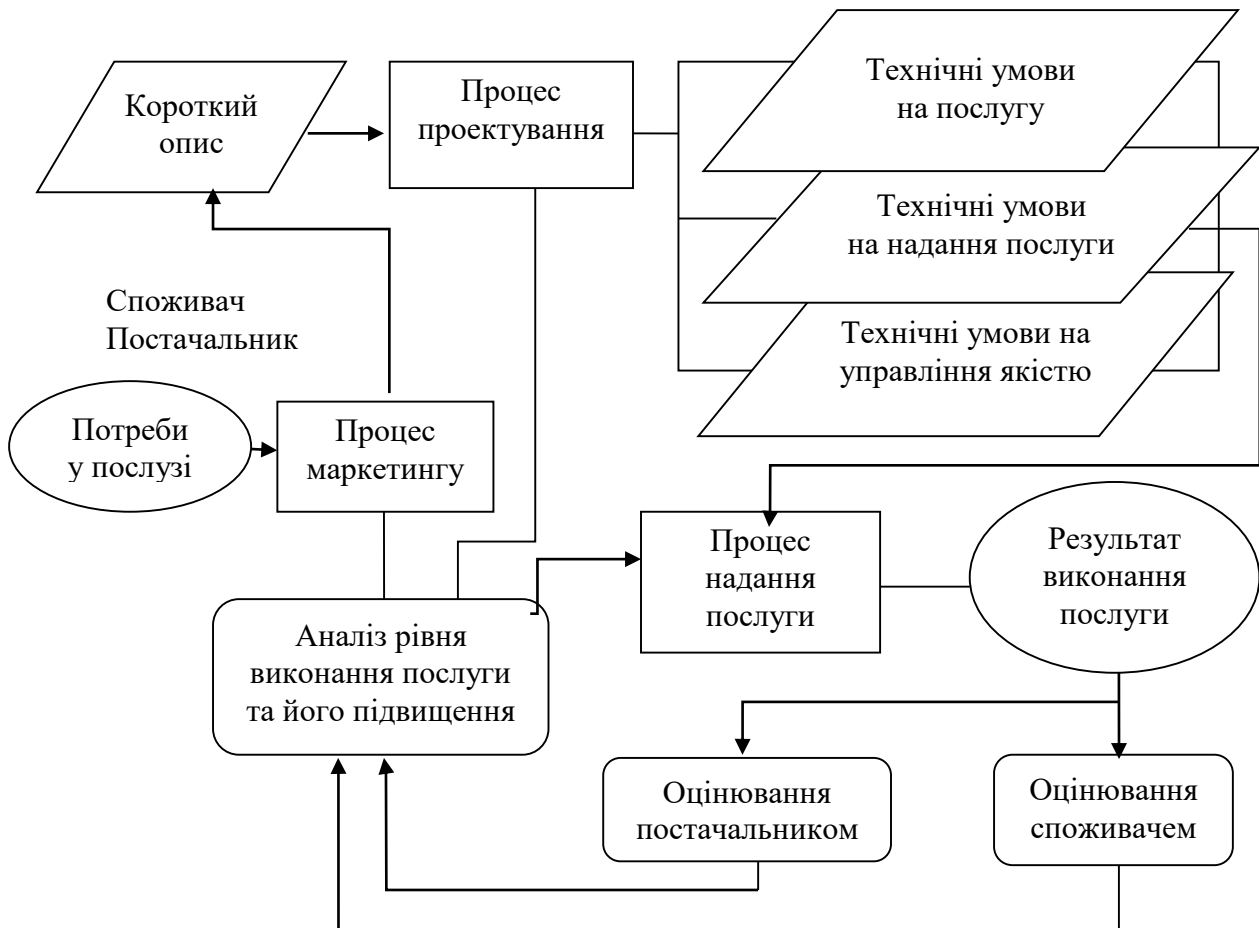 Короткий
опис
Процес
проектування
Технічні умови
на послугу
Технічні умови
на надання послуги
Технічні умови на
управління якістю
Споживач
Постачальник
Потреби
у послузі
Процес
маркетингу
Процес
надання
послуги
Результат
виконання
послуги
Аналіз рівня
виконання послуги
та його підвищення
Оцінювання
постачальником
Оцінювання
споживачем